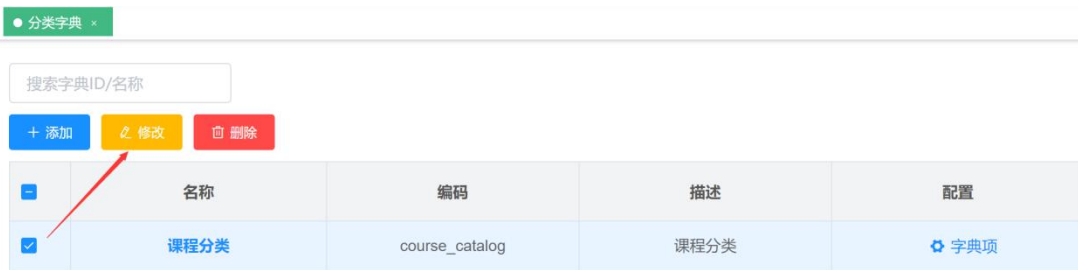 分类字典 ×
搜索字典ID/名称
+ 添加 修改 删除
名称 编码 描述 配置
课程分类 course_catalog 课程分类 字典项